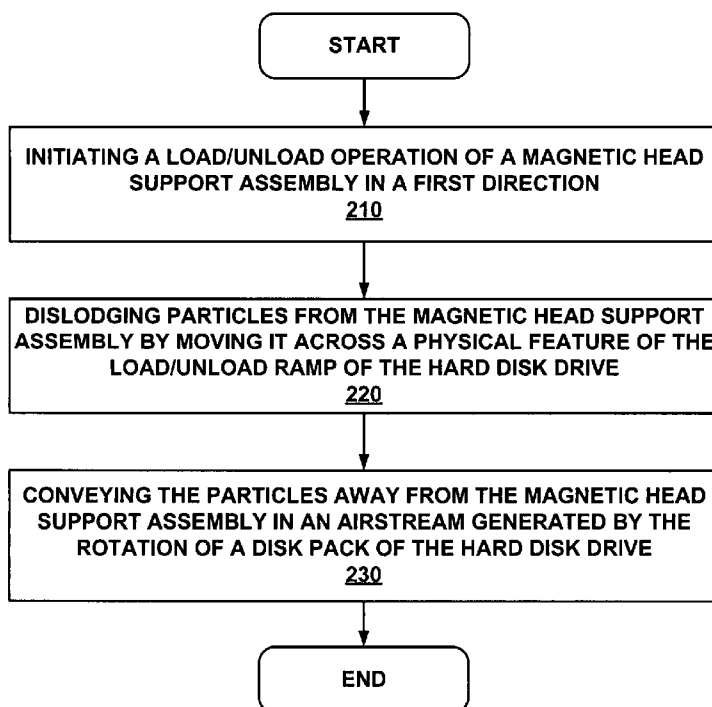 START
INITIATING A LOAD/UNLOAD OPERATION OF A MAGNETIC HEAD
SUPPORT ASSEMBLY IN A FIRST DIRECTION
210
DISLODGING PARTICLES FROM THE MAGNETIC HEAD SUPPORT
ASSEMBLY BY MOVING IT ACROSS A PHYSICAL FEATURE OF THE
LOAD/UNLOAD RAMP OF THE HARD DISK DRIVE
220
CONVEYING THE PARTICLES AWAY FROM THE MAGNETIC HEAD
SUPPORT ASSEMBLY IN AN AIRSTREAM GENERATED BY THE
ROTATION OF A DISK PACK OF THE HARD DISK DRIVE
230
END